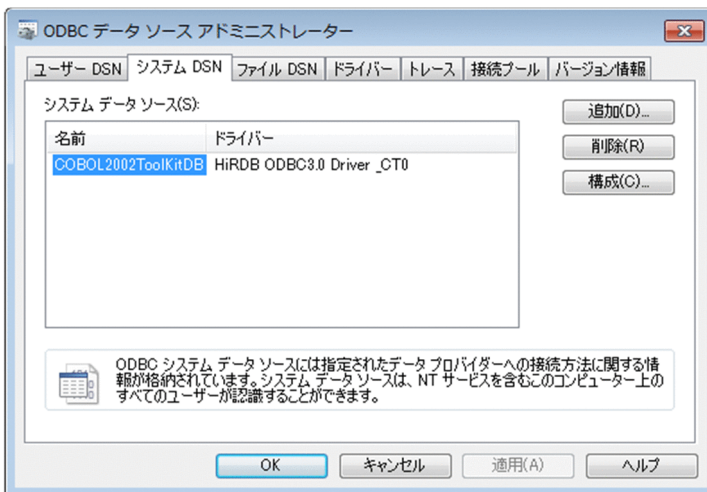 ODBC データ ソース アドミニストレーター
ユーザー DSN システム DSN ファイル DSN ドライバー トレース 接続プール バージョン情報
システム データ ソース(S):
追加(D)...
名前 ドライバー
削除(R)
COBOL2002ToolKitDB HiRDB ODBC3.0 Driver _CT0
構成(C)...
ODBC システム データ ソースには指定されたデータ プロバイダーへの接続方法に関する情
報が格納されています。システム データ ソースは、NT サービスを含むこのコンピューター上の
すべてのユーザーが認識することができます。
OK キャンセル 適用(A) ヘルプ